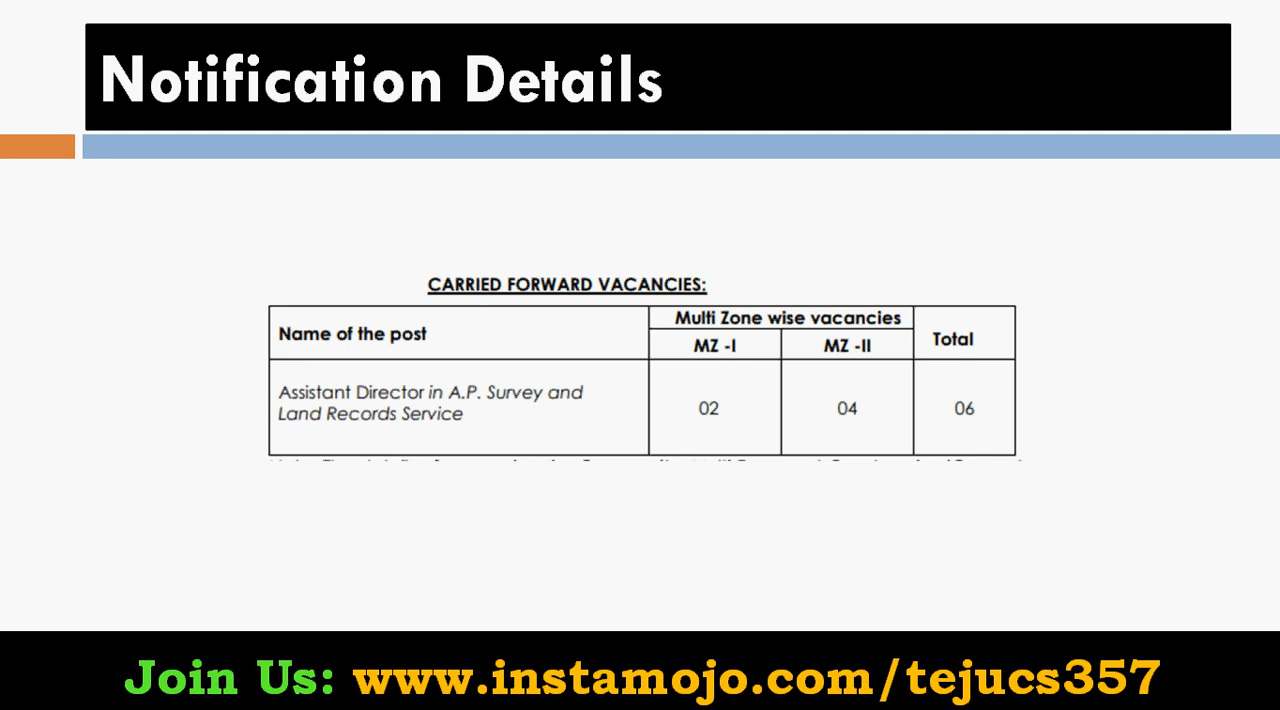 Notification Details
CARRIED FORWARD VACANCIES:
Name of the post
Multi Zone wise vacancies
Total
MZ -I
MZ -II
Assistant Director in A.P. Survey and
Land Records Service
02
04
06
Join Us: www.instamojo.com/tejucs357